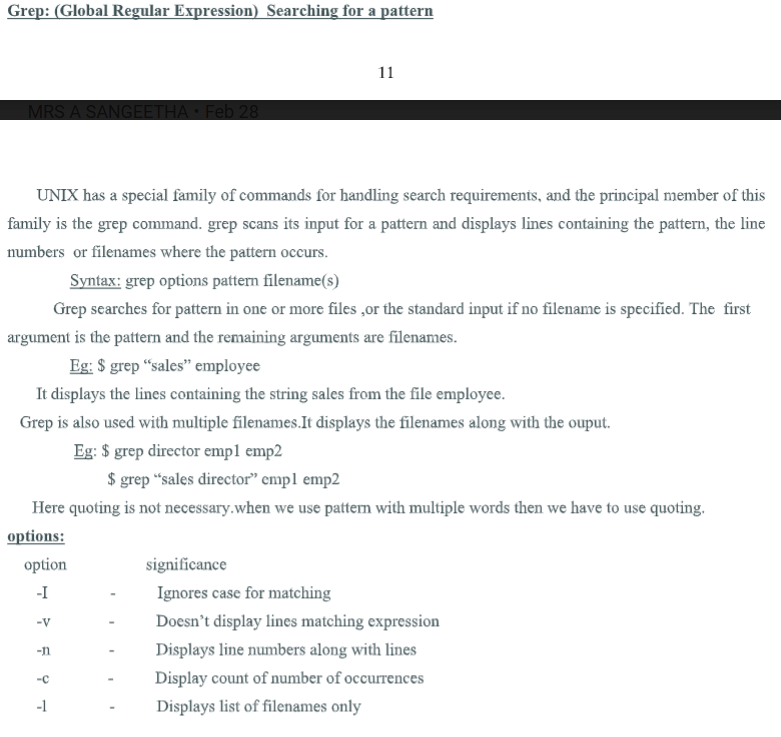 Grep: (Global Regular Expression) Searching for a pattern
11
MRS A SANGEETHA • Feb 28
UNIX has a special family of commands for handling search requirements, and the principal member of this
family is the grep command. grep scans its input for a pattern and displays lines containing the pattern, the line
numbers or filenames where the pattern occurs.
Syntax: grep options pattern filename(s)
Grep searches for pattern in one or more files ,or the standard input if no filename is specified. The first
argument is the pattern and the remaining arguments are filenames.
Eg: $ grep “sales” employee
It displays the lines containing the string sales from the file employee.
Grep is also used with multiple filenames.It displays the filenames along with the ouput.
Eg: $ grep director emp1 emp2
$ grep “sales director” emp1 emp2
Here quoting is not necessary.when we use pattern with multiple words then we have to use quoting.
options:
option significance
-I - Ignores case for matching
-v - Doesn’t display lines matching expression
-n - Displays line numbers along with lines
-c - Display count of number of occurrences
-l - Displays list of filenames only